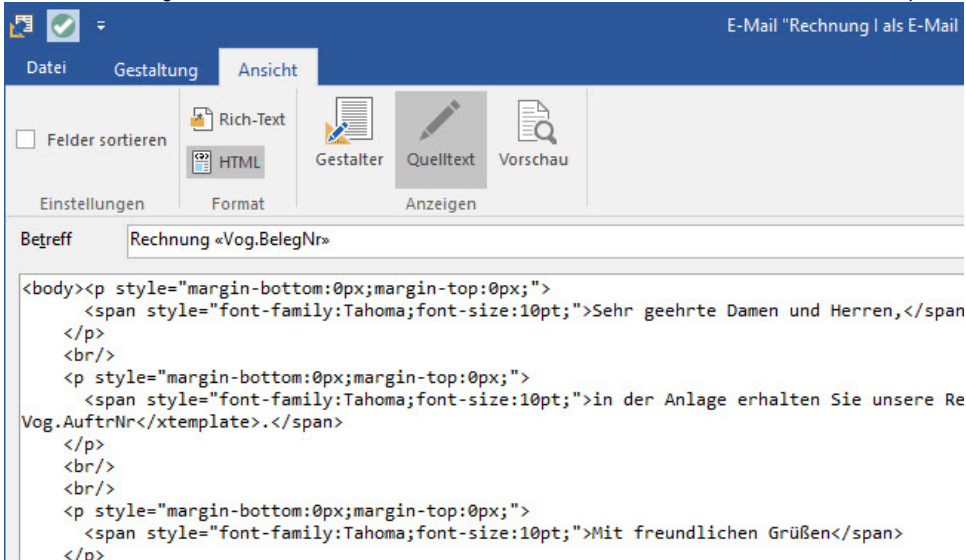 E-Mail "Rechnung I als E-Mail
Datei Gestaltung Ansicht
Felder sortieren
Rich-Text
HTML
Gestalter Quelltext Vorschau
Einstellungen Format Anzeigen
Betreff Rechnung «Vog.BelegNr»
<body><p style="margin-bottom:0px;margin-top:0px;">
<span style="font-family:Tahoma;font-size:10pt;">Sehr geehrte Damen und Herren,</span
</p>
<br/>
<p style="margin-bottom:0px;margin-top:0px;">
<span style="font-family:Tahoma;font-size:10pt;">in der Anlage erhalten Sie unsere Re
Vog.AuftrNr</xtemplate>.</span>
</p>
<br/>
<br/>
<p style="margin-bottom:0px;margin-top:0px;">
<span style="font-family:Tahoma;font-size:10pt;">Mit freundlichen Grüßen</span>
</p>